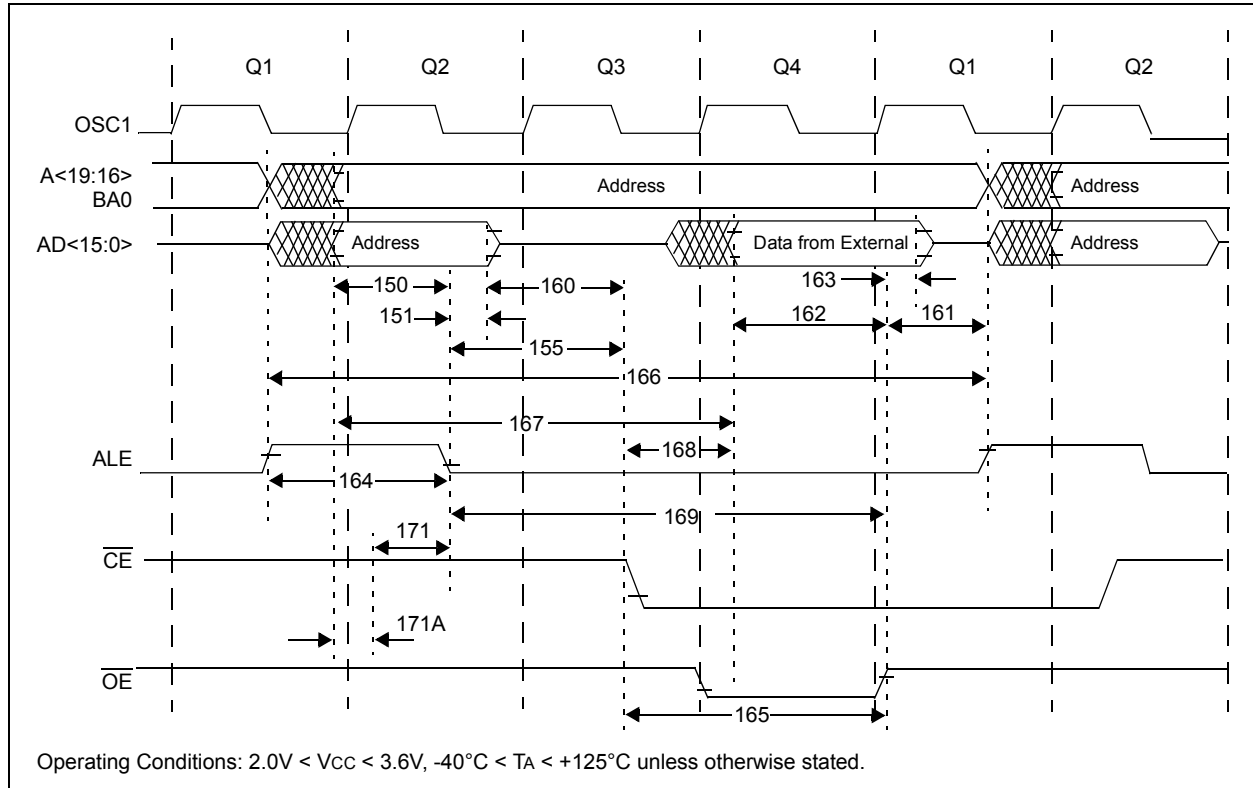 Q1 Q2 Q3 Q4 Q1 Q2
OSC1
A<19:16>
BA0
Address
Address
AD<15:0>
Address
Data from External
Address
150
160
163
151
162
161
155
166
167
168
ALE
164
169
171
CE
171A
OE
165
Operating Conditions: 2.0V < VCC < 3.6V, -40°C < TA < +125°C unless otherwise stated.